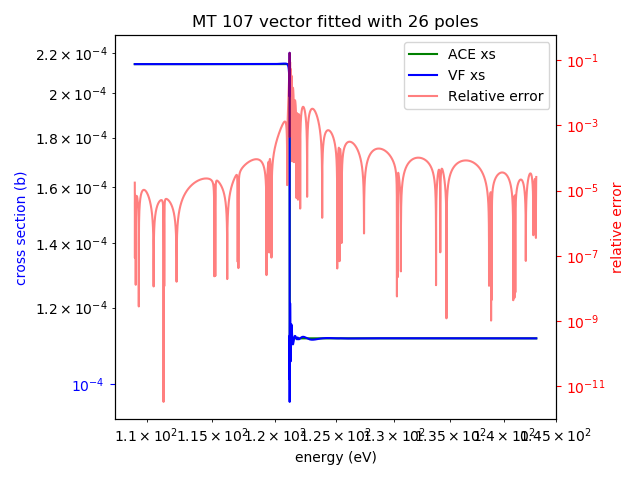 MT 107 vector fitted with 26 poles
ACE xs
VF xs
Relative error
2.2 × 10⁻⁴
2 × 10⁻⁴
1.8 × 10⁻⁴
1.6 × 10⁻⁴
1.4 × 10⁻⁴
1.2 × 10⁻⁴
10⁻⁴
cross section (b)
10⁻¹
10⁻³
10⁻⁵
10⁻⁷
10⁻⁹
10⁻¹¹
relative error
1.1 × 10² 1.15 × 10² 1.2 × 10² 1.25 × 10² 1.3 × 10² 1.35 × 10² 1.4 × 10² 1.45 × 10²
energy (eV)